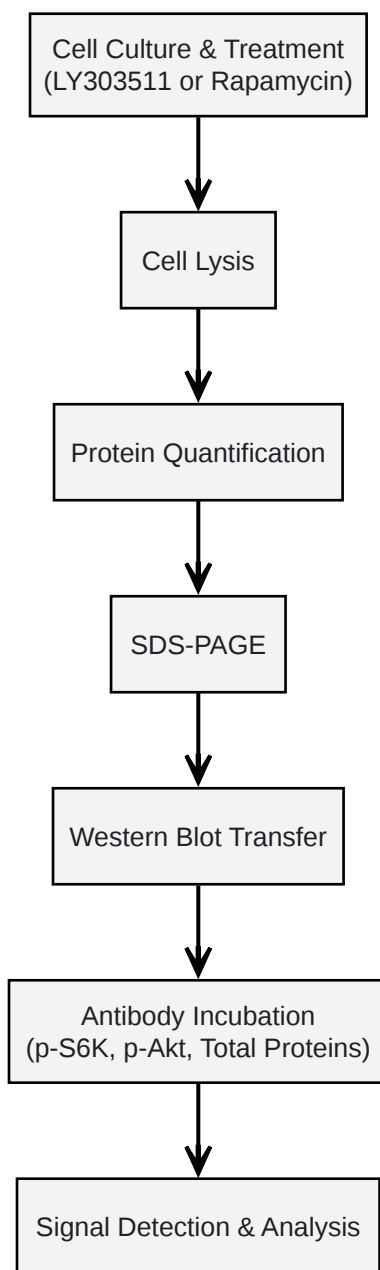 Cell Culture & Treatment
(LY303511 or Rapamycin)
Cell Lysis
Protein Quantification
SDS-PAGE
Western Blot Transfer
Antibody Incubation
(p-S6K, p-Akt, Total Proteins)
Signal Detection & Analysis